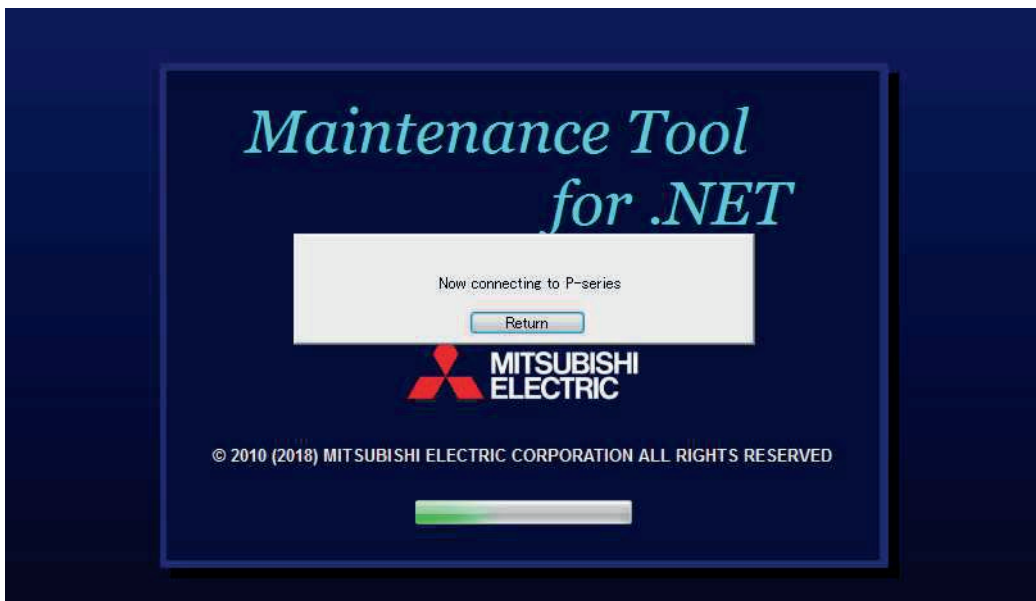 Maintenance Tool
for .NET
Now connecting to P-series
Return
MITSUBISHI
ELECTRIC
© 2010 (2018) MITSUBISHI ELECTRIC CORPORATION ALL RIGHTS RESERVED